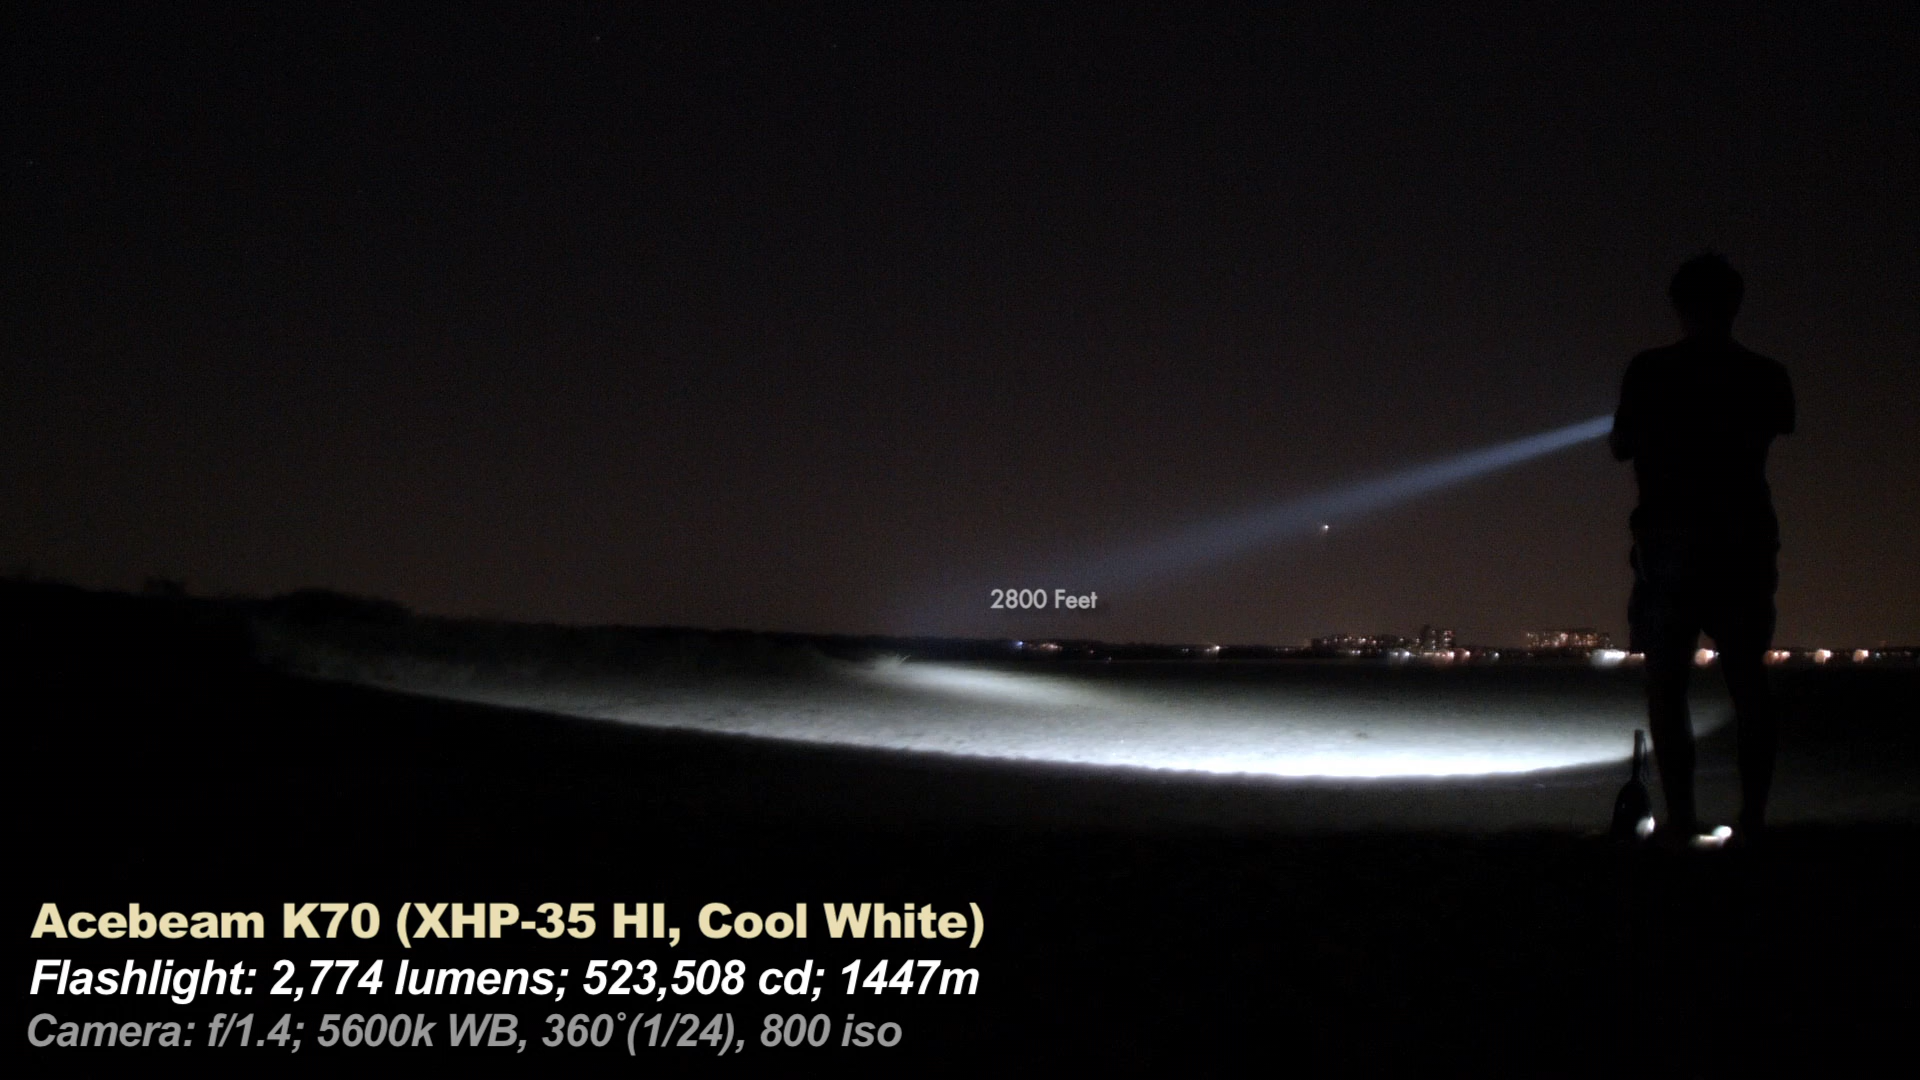 2800 Feet
Acebeam K70 (XHP-35 HI, Cool White)
Flashlight: 2,774 lumens; 523,508 cd; 1447m
Camera: f/1.4; 5600k WB, 360°(1/24), 800 iso